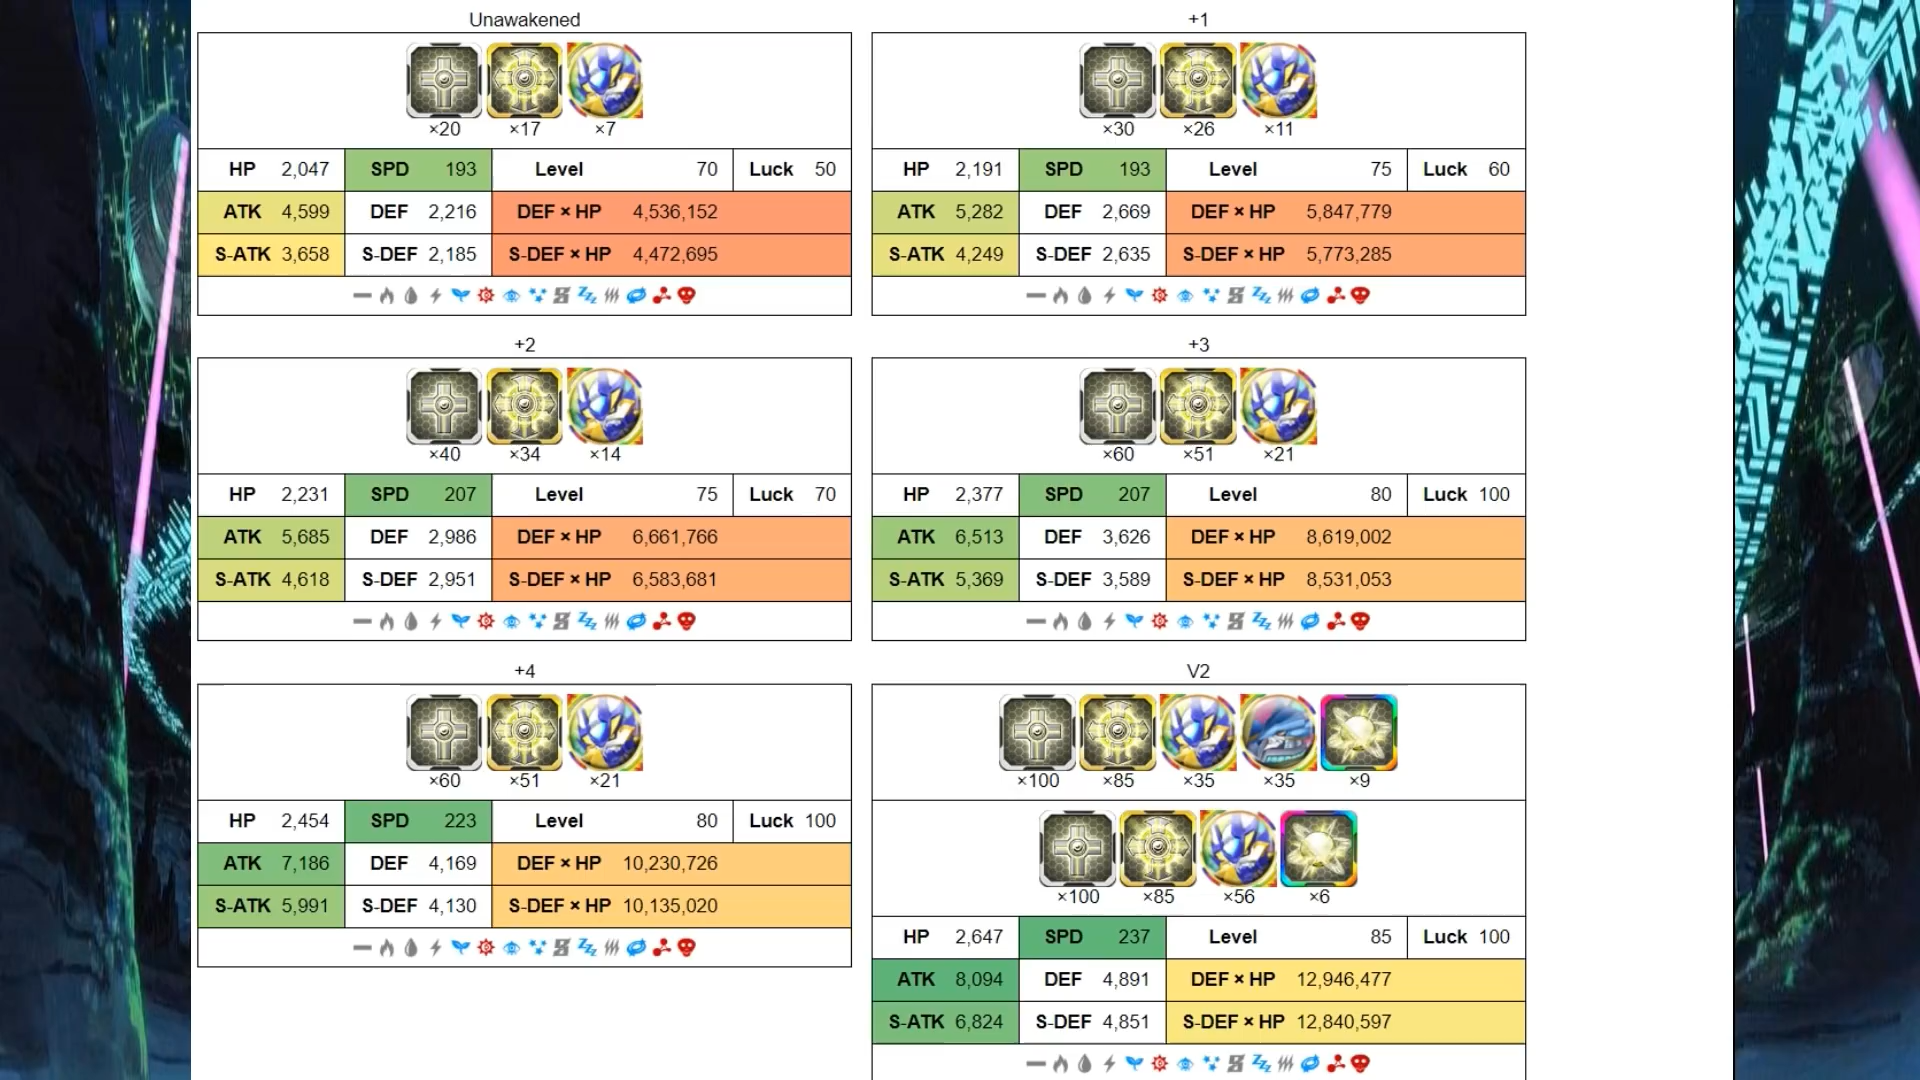 Unawakened
×20 ×17 ×7
HP 2,047 SPD 193 Level 70 Luck 50
ATK 4,599 DEF 2,216 DEF × HP 4,536,152
S-ATK 3,658 S-DEF 2,185 S-DEF × HP 4,472,695
+1
×30 ×26 ×11
HP 2,191 SPD 193 Level 75 Luck 60
ATK 5,282 DEF 2,669 DEF × HP 5,847,779
S-ATK 4,249 S-DEF 2,635 S-DEF × HP 5,773,285
+2
×40 ×34 ×14
HP 2,231 SPD 207 Level 75 Luck 70
ATK 5,685 DEF 2,986 DEF × HP 6,661,766
S-ATK 4,618 S-DEF 2,951 S-DEF × HP 6,583,681
+3
×60 ×51 ×21
HP 2,377 SPD 207 Level 80 Luck 100
ATK 6,513 DEF 3,626 DEF × HP 8,619,002
S-ATK 5,369 S-DEF 3,589 S-DEF × HP 8,531,053
+4
×60 ×51 ×21
HP 2,454 SPD 223 Level 80 Luck 100
ATK 7,186 DEF 4,169 DEF × HP 10,230,726
S-ATK 5,991 S-DEF 4,130 S-DEF × HP 10,135,020
V2
×100 ×85 ×35 ×35 ×9
×100 ×85 ×56 ×6
HP 2,647 SPD 237 Level 85 Luck 100
ATK 8,094 DEF 4,891 DEF × HP 12,946,477
S-ATK 6,824 S-DEF 4,851 S-DEF × HP 12,840,597